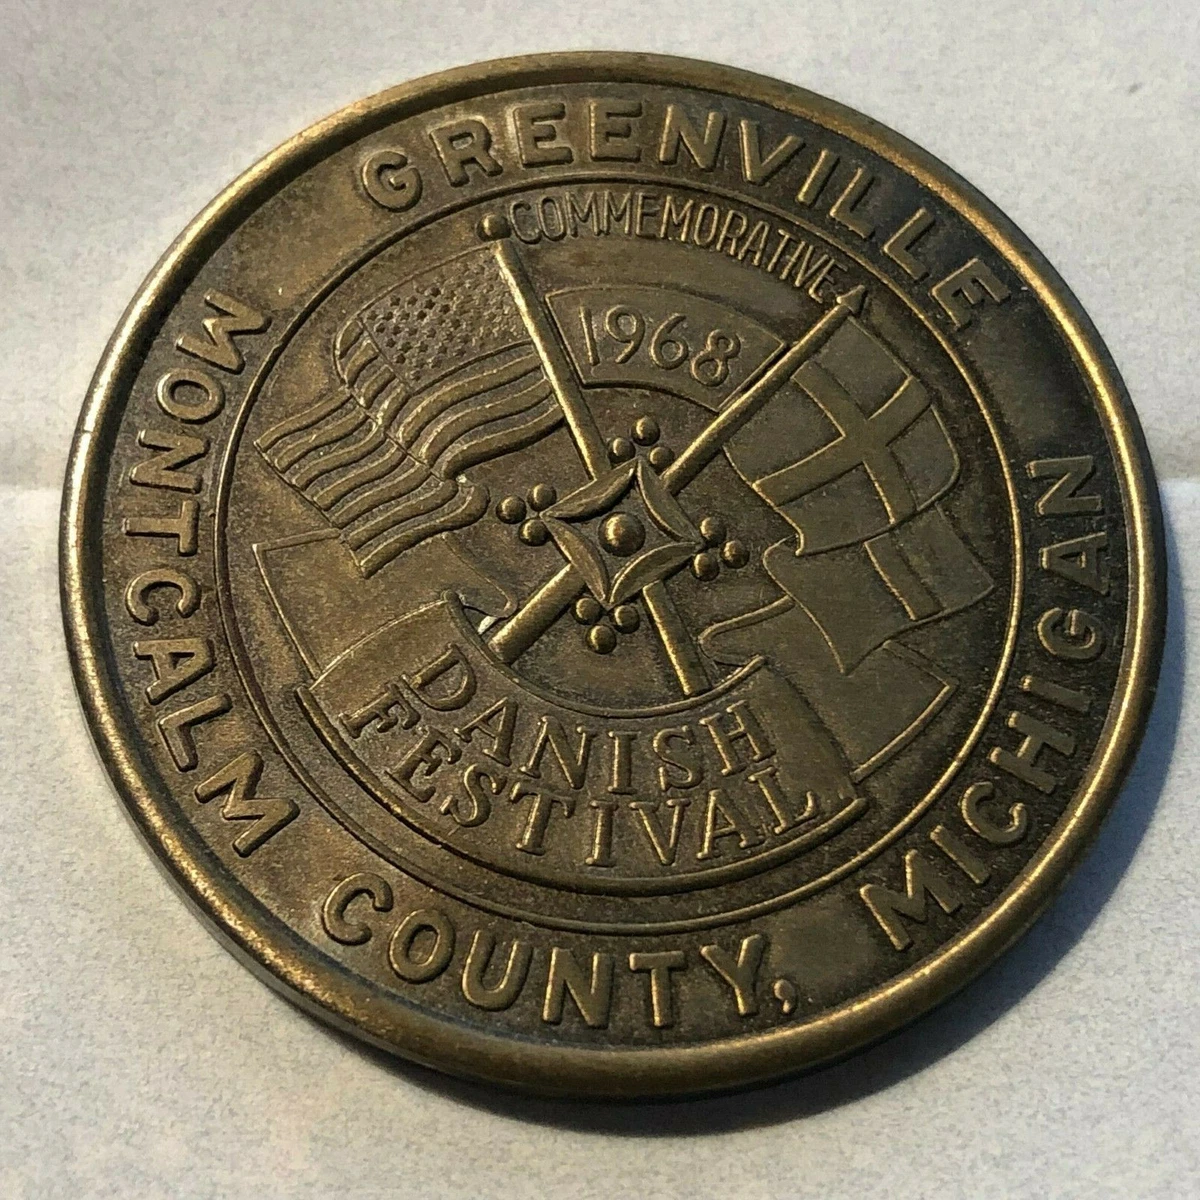 GREENVILLE
MONTCALM COUNTY, MICHIGAN
COMMEMORATIVE
1968
DANISH
FESTIVAL